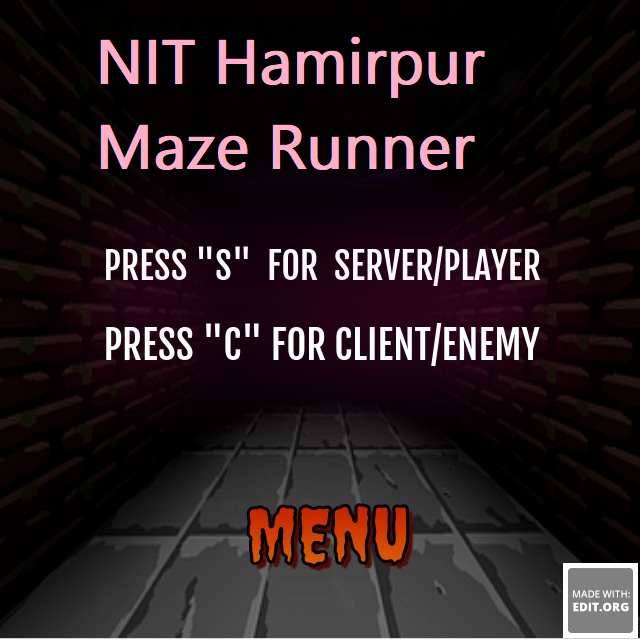 NIT Hamirpur
Maze Runner
PRESS "S" FOR SERVER/PLAYER
PRESS "C" FOR CLIENT/ENEMY
MENU
MADE WITH:
EDIT.ORG